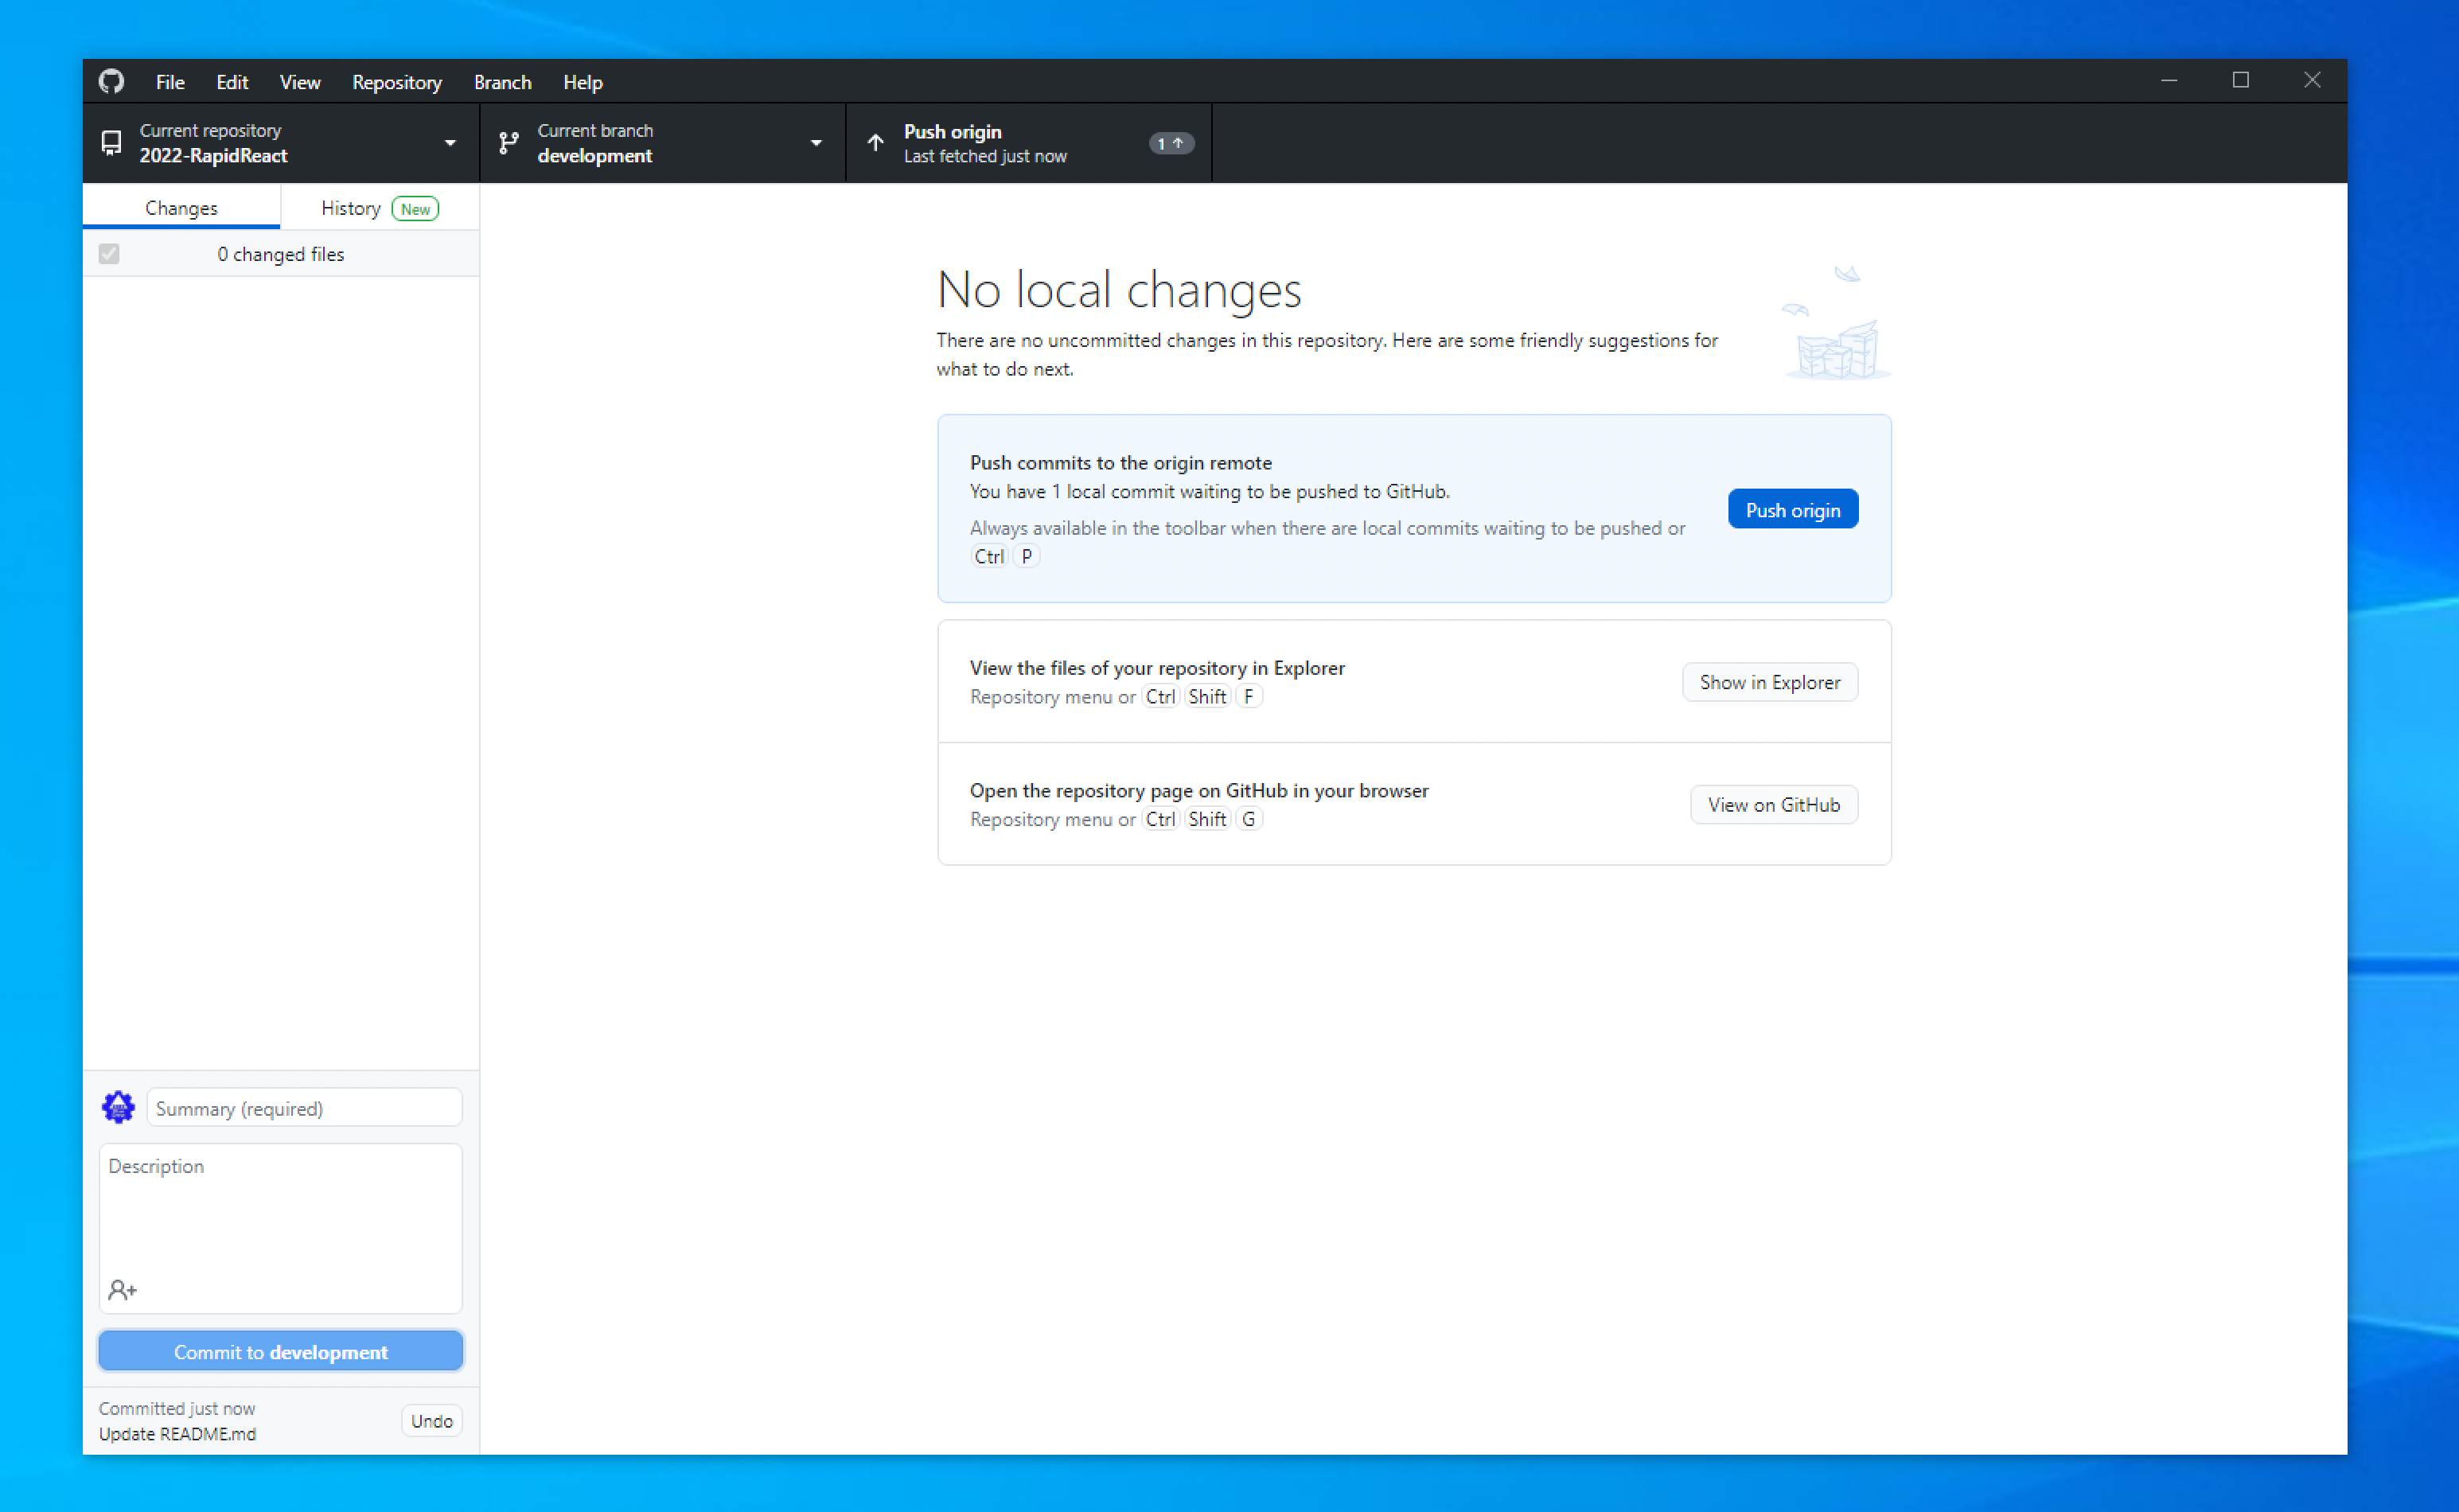 File Edit View Repository Branch Help
Current repository
2022-RapidReact
Current branch
development
Push origin
Last fetched just now
1
Changes
History New
0 changed files
No local changes
There are no uncommitted changes in this repository. Here are some friendly suggestions for
what to do next.
Push commits to the origin remote
You have 1 local commit waiting to be pushed to GitHub.
Always available in the toolbar when there are local commits waiting to be pushed or
Ctrl P
Push origin
View the files of your repository in Explorer
Repository menu or Ctrl Shift F
Show in Explorer
Open the repository page on GitHub in your browser
Repository menu or Ctrl Shift G
View on GitHub
Summary (required)
Description
Commit to development
Committed just now
Update README.md
Undo